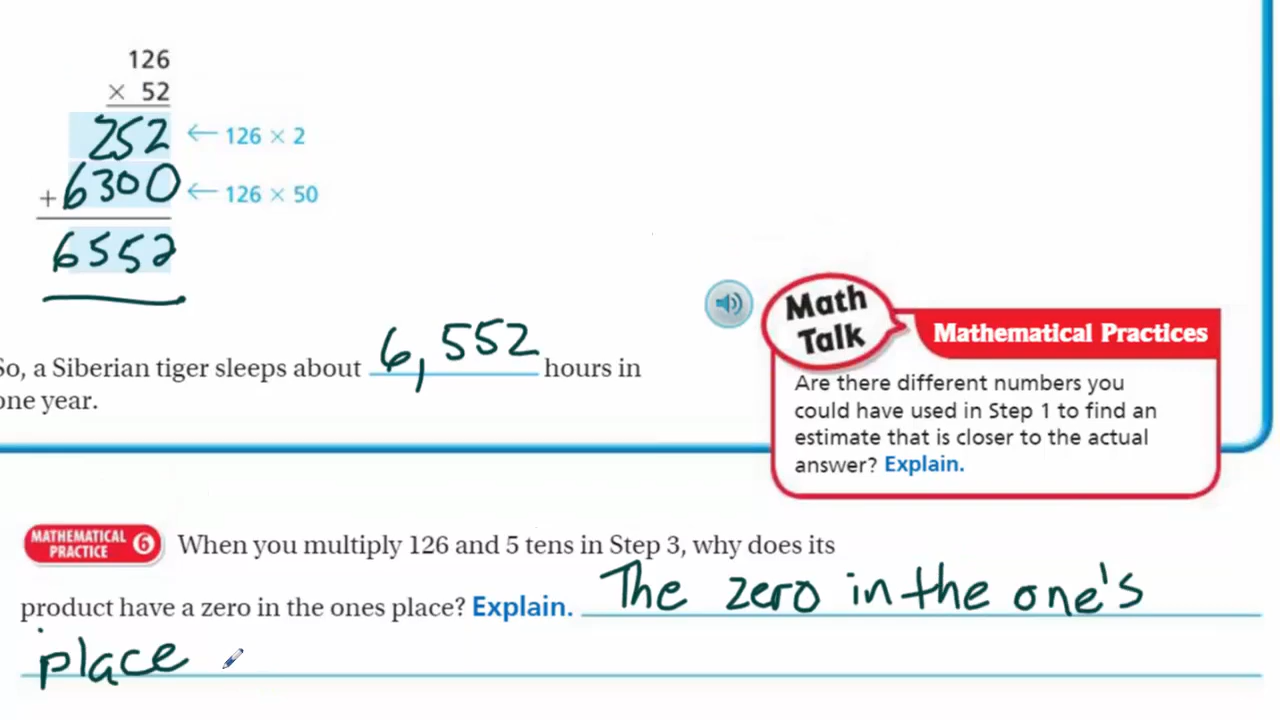 126
× 52
252 ← 126 × 2
+ 6300 ← 126 × 50
6552
So, a Siberian tiger sleeps about 6,552 hours in
one year.
Math
Talk
Mathematical Practices
Are there different numbers you
could have used in Step 1 to find an
estimate that is closer to the actual
answer? Explain.
MATHEMATICAL
PRACTICE 6 When you multiply 126 and 5 tens in Step 3, why does its
product have a zero in the ones place? Explain. The zero in the one's
place